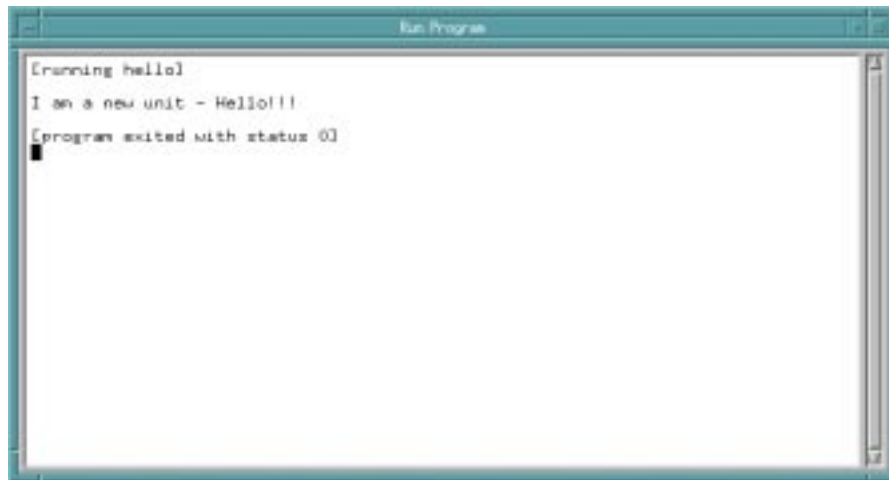 Run Program
[running hello]
I am a new unit - Hello!!!
[program exited with status 0]